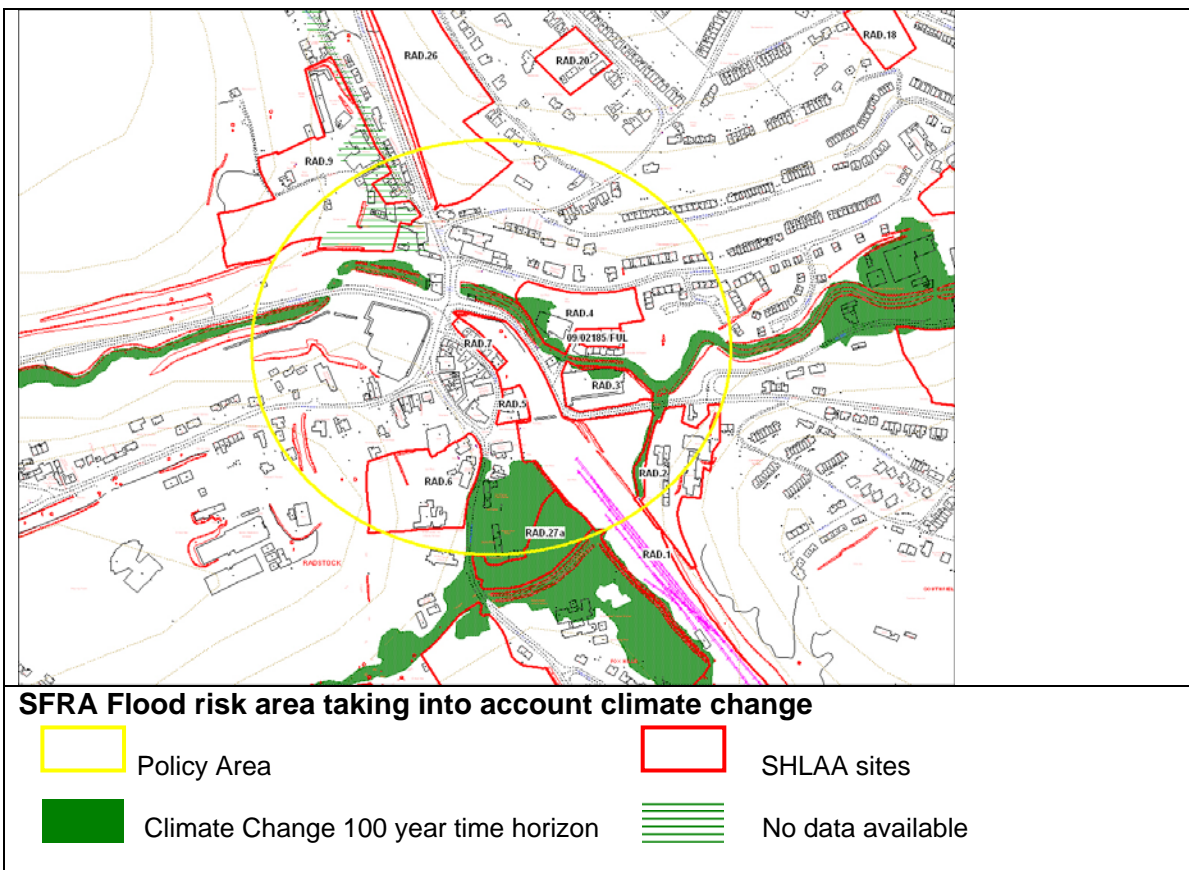 RAD.26
RAD.18
RAD.20
RAD.9
RAD.4
09/02185/FUL
RAD.7
RAD.3
RAD.5
RAD.6
RAD.2
RAD.27a
RAD.1
RADSTOCK
SFRA Flood risk area taking into account climate change
Policy Area
SHLAA sites
Climate Change 100 year time horizon
No data available